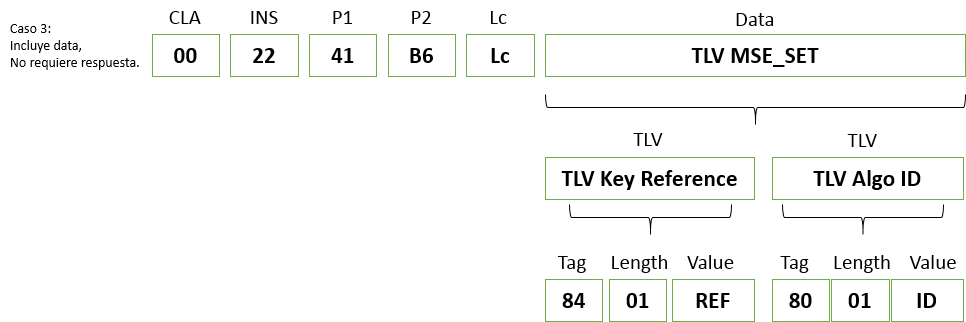 Caso 3:
Incluye data,
No requiere respuesta.
CLA INS P1 P2 Lc Data
00 22 41 B6 Lc TLV MSE_SET
TLV TLV
TLV Key Reference TLV Algo ID
Tag Length Value Tag Length Value
84 01 REF 80 01 ID